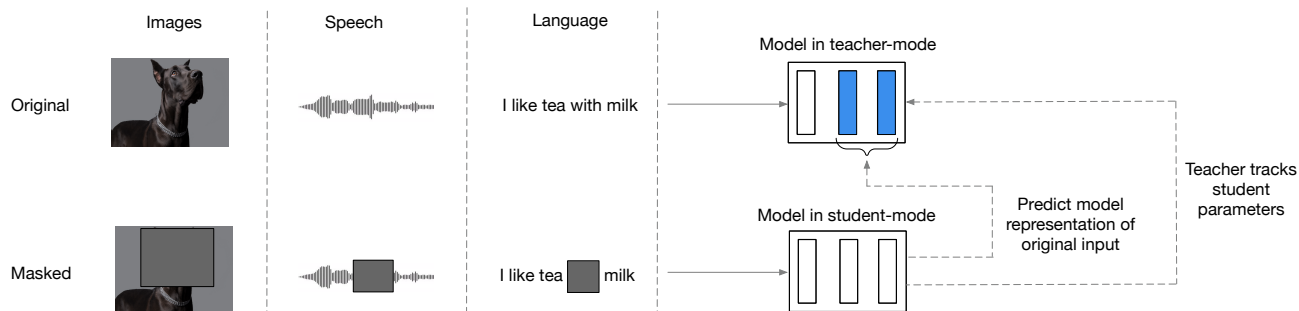 Images
Speech
Language
Model in teacher-mode
Original
I like tea with milk
Teacher tracks
student
parameters
Predict model
representation of
original input
Model in student-mode
Masked
I like tea milk